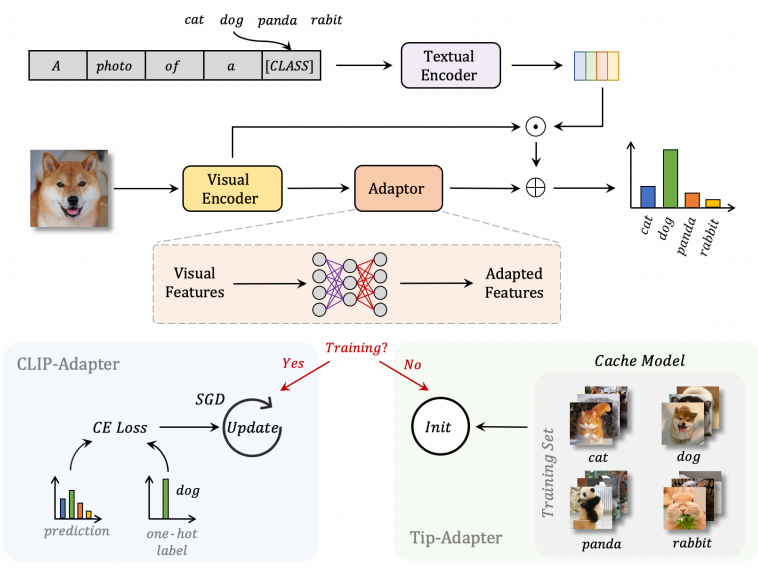 cat dog panda rabit
A photo of a [CLASS]
Textual
Encoder
Visual
Encoder
Adaptor
cat
dog
panda
rabbit
Visual
Features
Adapted
Features
CLIP-Adapter
Training?
Yes
No
Cache Model
SGD
CE Loss
Update
Init
Training Set
cat
dog
dog
prediction
one-hot
label
Tip-Adapter
panda
rabbit